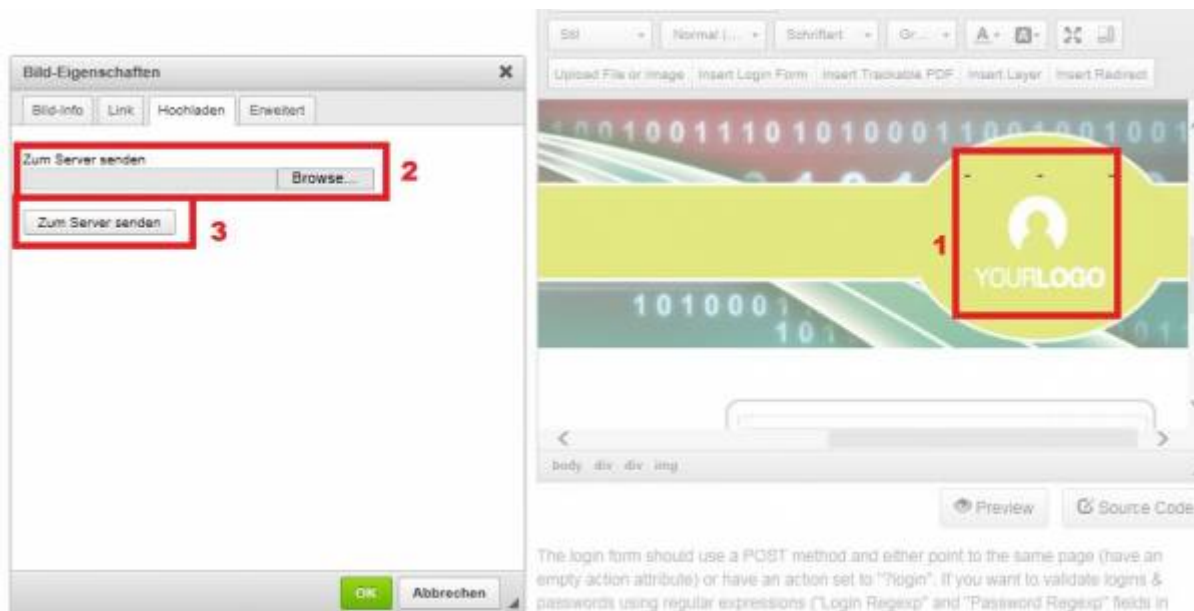 Bild-Eigenschaften
Bild-Info Link Hochladen Erweitert
Zum Server senden
Browse...
2
Zum Server senden
3
OK Abbrechen
Stil Normal (... Schriftart Gr... A A
Upload File or Image Insert Login Form Insert Trackable PDF Insert Layer Insert Redirect
1
YOURLOGO
101000
10
body div div img
Preview Source Code
The login form should use a POST method and either point to the same page (have an
empty action attribute) or have an action set to "?login". If you want to validate logins &
passwords using regular expressions ("Login Regexp" and "Password Regexp" fields in